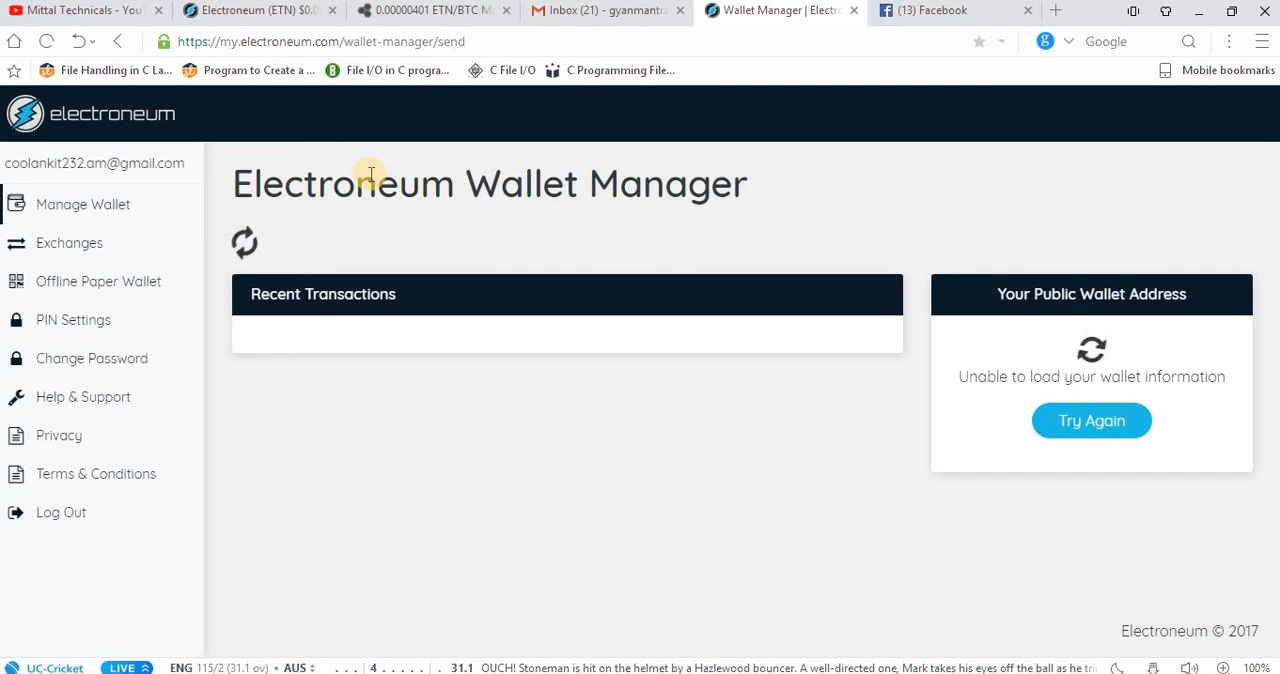 Mittal Technicals - You
Electroneum (ETN) $0.
0.00000401 ETN/BTC M
Inbox (21) - gyanmantra
Wallet Manager | Electr
(13) Facebook
https://my.electroneum.com/wallet-manager/send
Google
File Handling in C La...
Program to Create a ...
File I/O in C progra...
C File I/O
C Programming File...
Mobile bookmarks
electroneum
coolankit232.am@gmail.com
Manage Wallet
Exchanges
Offline Paper Wallet
PIN Settings
Change Password
Help & Support
Privacy
Terms & Conditions
Log Out
Electroneum Wallet Manager
Recent Transactions
Your Public Wallet Address
Unable to load your wallet information
Try Again
Electroneum © 2017
UC-Cricket LIVE ENG 115/2 (31.1 ov) • AUS . . . 4 . . . . . . 31.1 OUCH! Stoneman is hit on the helmet by a Hazlewood bouncer. A well-directed one, Mark takes his eyes off the ball as he tri 100%